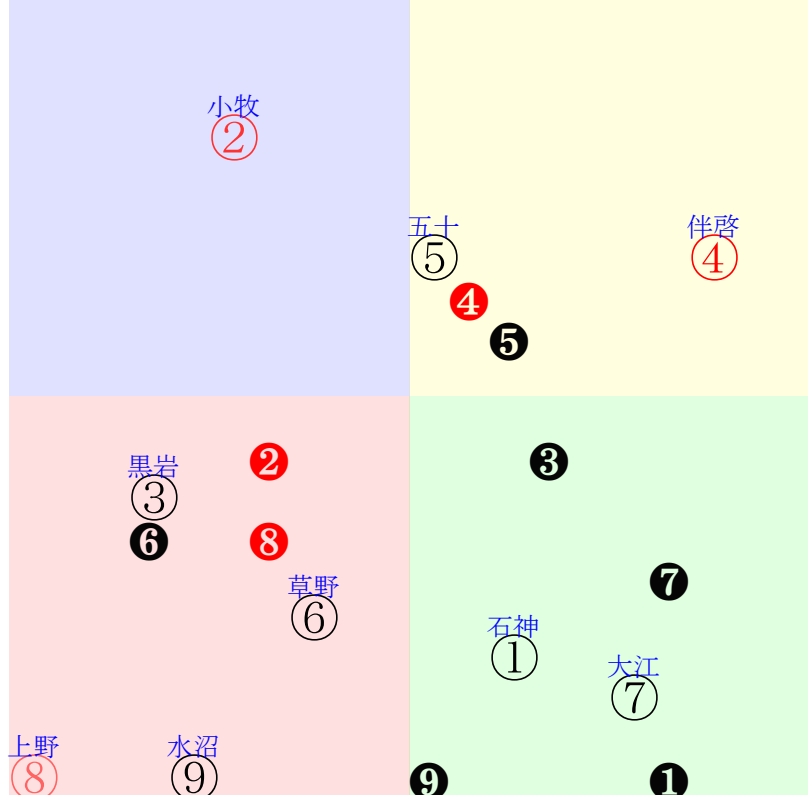 小牧
②
五十
⑤
伴啓
④
❹
❺
黒岩
③
❷
❸
❻
❽
草野
⑥
❼
石神
①
大江
⑦
上野
⑧
水沼
⑨
❾
❶